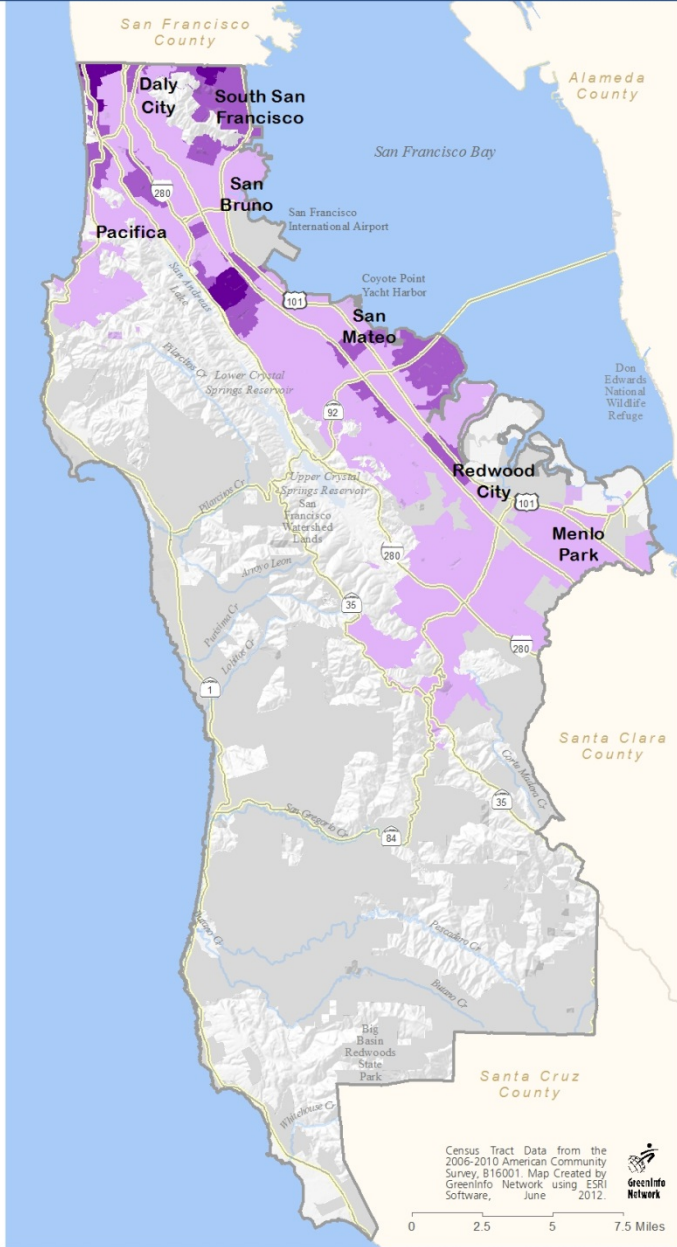 San Francisco
County
Alameda
County
Daly
City
South San
Francisco
San Francisco Bay
280
San
Bruno
San Francisco
International Airport
Pacifica
San Andreas
Lake
Coyote Point
Yacht Harbor
101
San
Mateo
Pilarcitos Cr
Lower Crystal
Springs Reservoir
Don
Edwards
National
Wildlife
Refuge
92
Redwood
City
Upper Crystal
Springs Reservoir
Pilarcitos Cr
San
Francisco
Watershed
Lands
101
Menlo
Park
280
Arroyo Leon
35
Purisima Cr
Lobitos Cr
280
1
Santa Clara
County
Corte Madera Cr
35
San Gregorio Cr
84
Pescadero Cr
Butano Cr
Butano Cr
Big
Basin
Redwoods
State
Park
Santa Cruz
County
Whitehouse Cr
Census Tract Data from the
2006-2010 American Community
Survey, B16001. Map Created by
GreenInfo Network using ESRI
Software, June 2012.
GreenInfo
Network
0 2.5 5 7.5 Miles